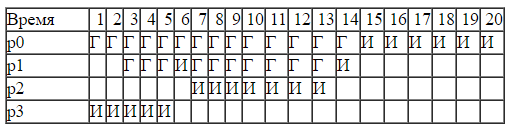 Время 1 2 3 4 5 6 7 8 9 10 11 12 13 14 15 16 17 18 19 20
p0 Г Г Г Г Г Г Г Г Г Г Г Г Г Г И И И И И И
p1 Г Г Г И Г Г Г Г Г Г Г И
p2 И И И И И И И
p3 И И И И И